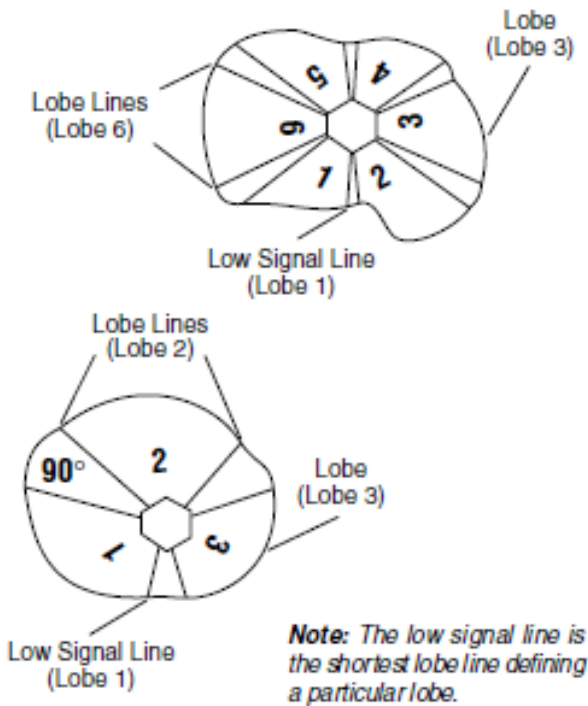 Lobe
(Lobe 3)
Lobe Lines
(Lobe 6)
5
4
6
3
1
2
Low Signal Line
(Lobe 1)
Lobe Lines
(Lobe 2)
90°
2
Lobe
(Lobe 3)
1
3
Low Signal Line
(Lobe 1)
Note: The low signal line is
the shortest lobe line defining
a particular lobe.